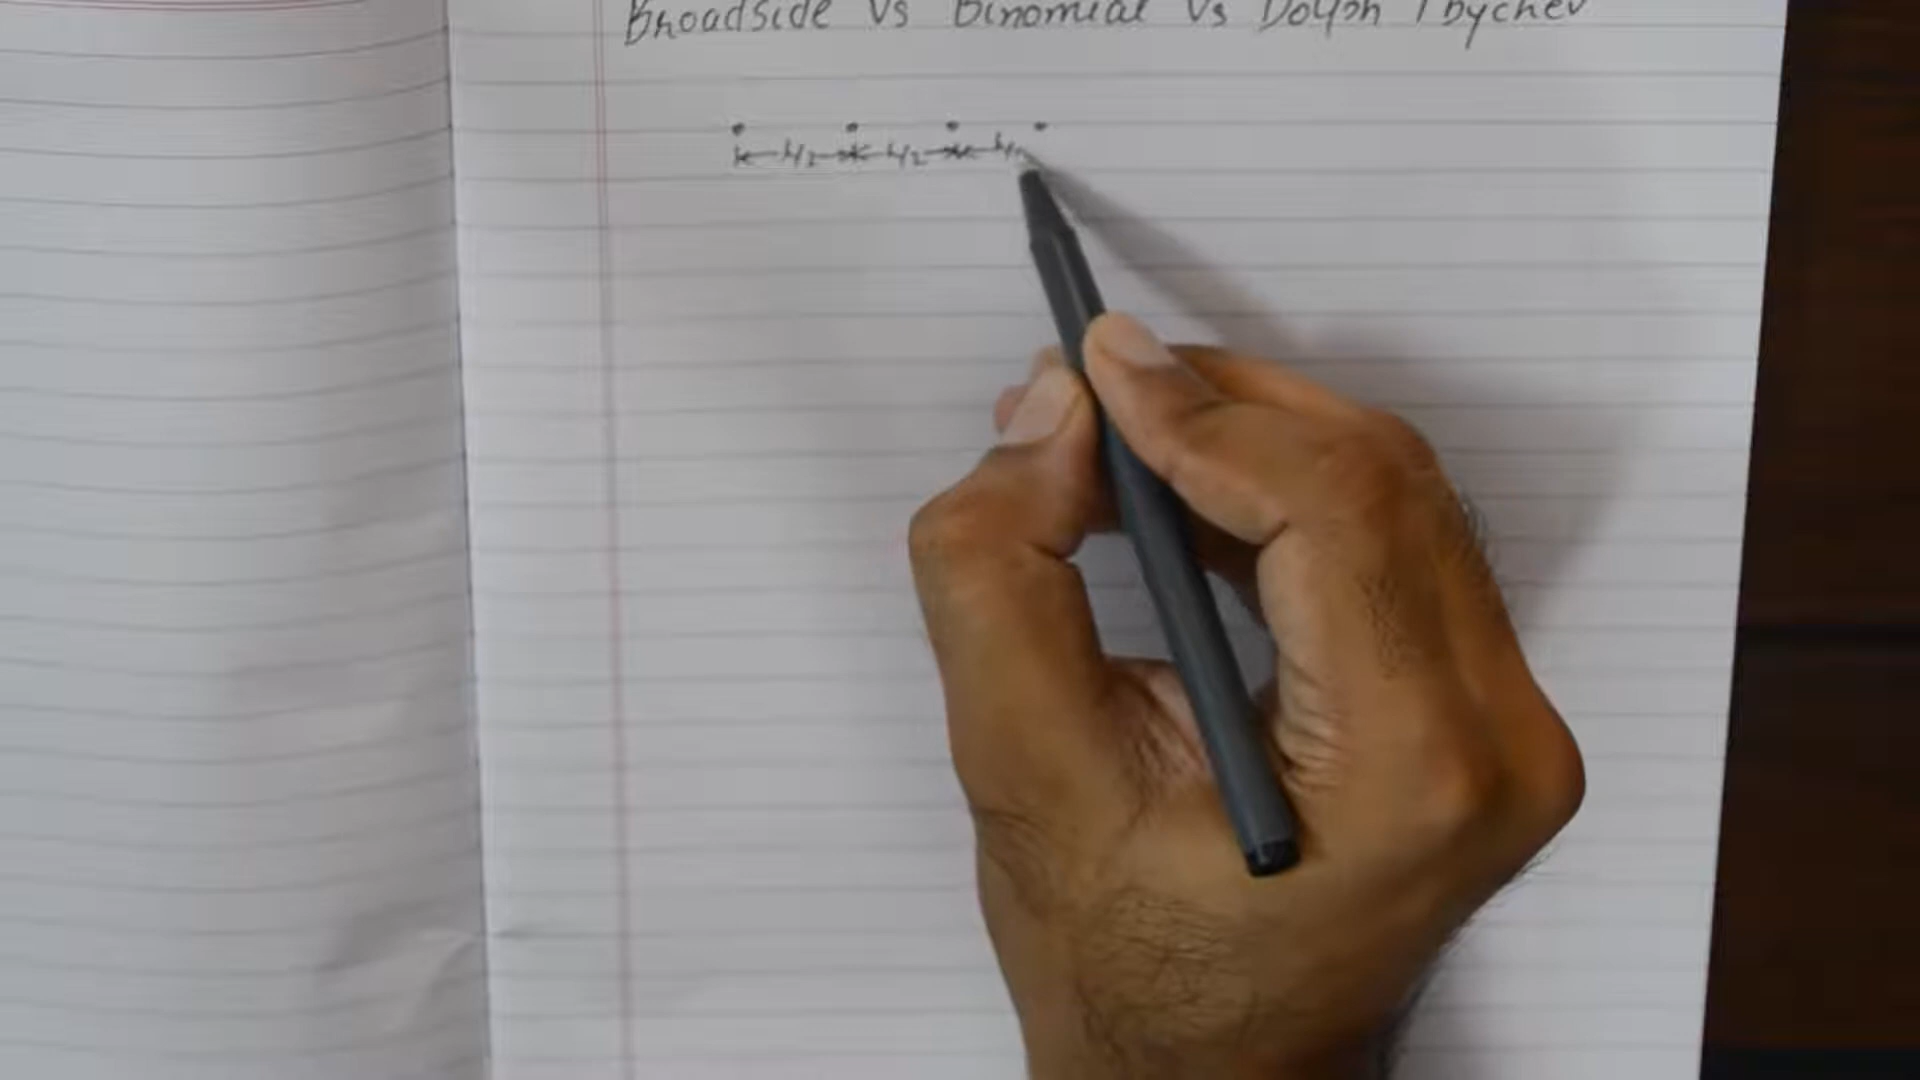 Broadside Vs Binomial Vs Dolph Tbychev
λ/2 λ/2 λ/